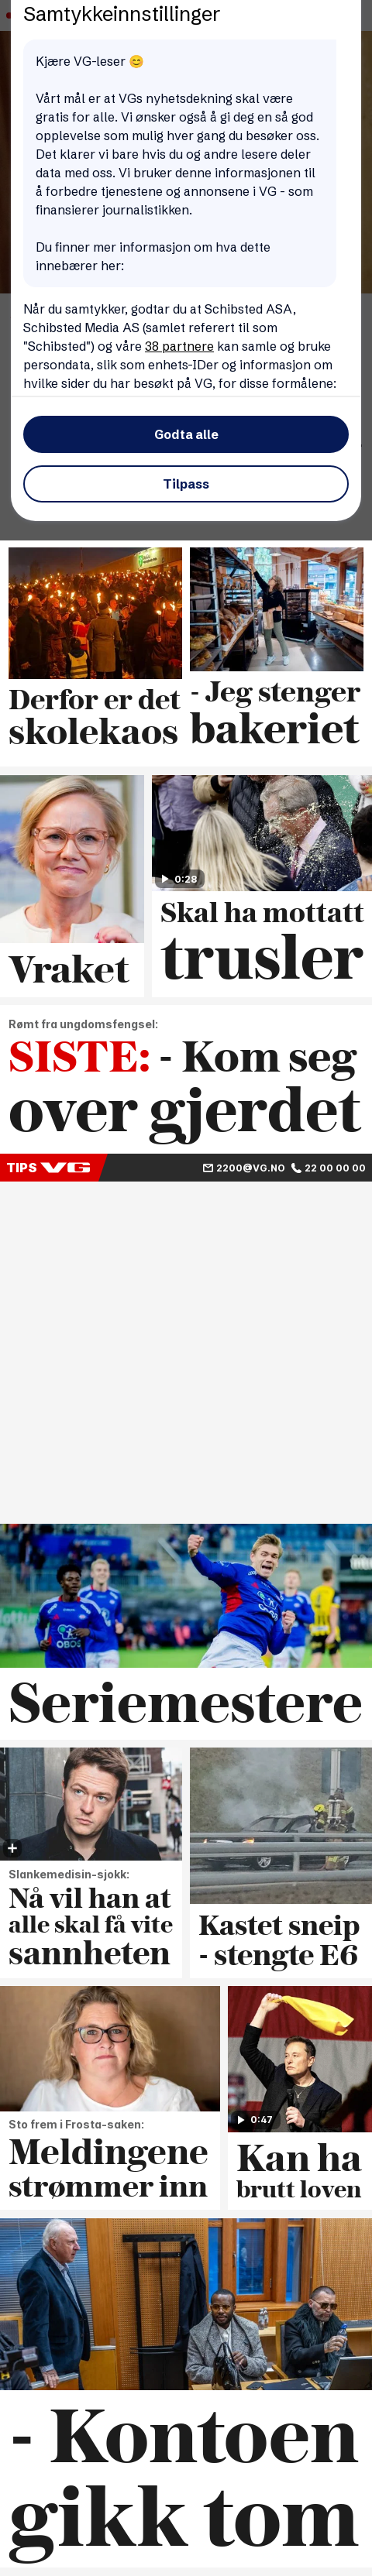 Samtykkeinnstillinger
Kjære VG-leser 😊
Vårt mål er at VGs nyhetsdekning skal være
gratis for alle. Vi ønsker også å gi deg en så god
opplevelse som mulig hver gang du besøker oss.
Det klarer vi bare hvis du og andre lesere deler
data med oss. Vi bruker denne informasjonen til
å forbedre tjenestene og annonsene i VG - som
finansierer journalistikken.
Du finner mer informasjon om hva dette
innebærer her:
Når du samtykker, godtar du at Schibsted ASA,
Schibsted Media AS (samlet referert til som
"Schibsted") og våre 38 partnere kan samle og bruke
persondata, slik som enhets-IDer og informasjon om
hvilke sider du har besøkt på VG, for disse formålene:
Godta alle
Tilpass
Derfor er det
skolekaos
- Jeg stenger
bakeriet
Vraket
0:28
Skal ha mottatt
trusler
Rømt fra ungdomsfengsel:
SISTE: - Kom seg
over gjerdet
TIPS VG 2200@VG.NO 22 00 00 00
OBOS
OBOS
Seriemestere
Slankemedisin-sjokk:
Nå vil han at
alle skal få vite
sannheten
Kastet sneip
- stengte E6
Sto frem i Frosta-saken:
Meldingene
strømmer inn
0:47
Kan ha
brutt loven
- Kontoen
gikk tom